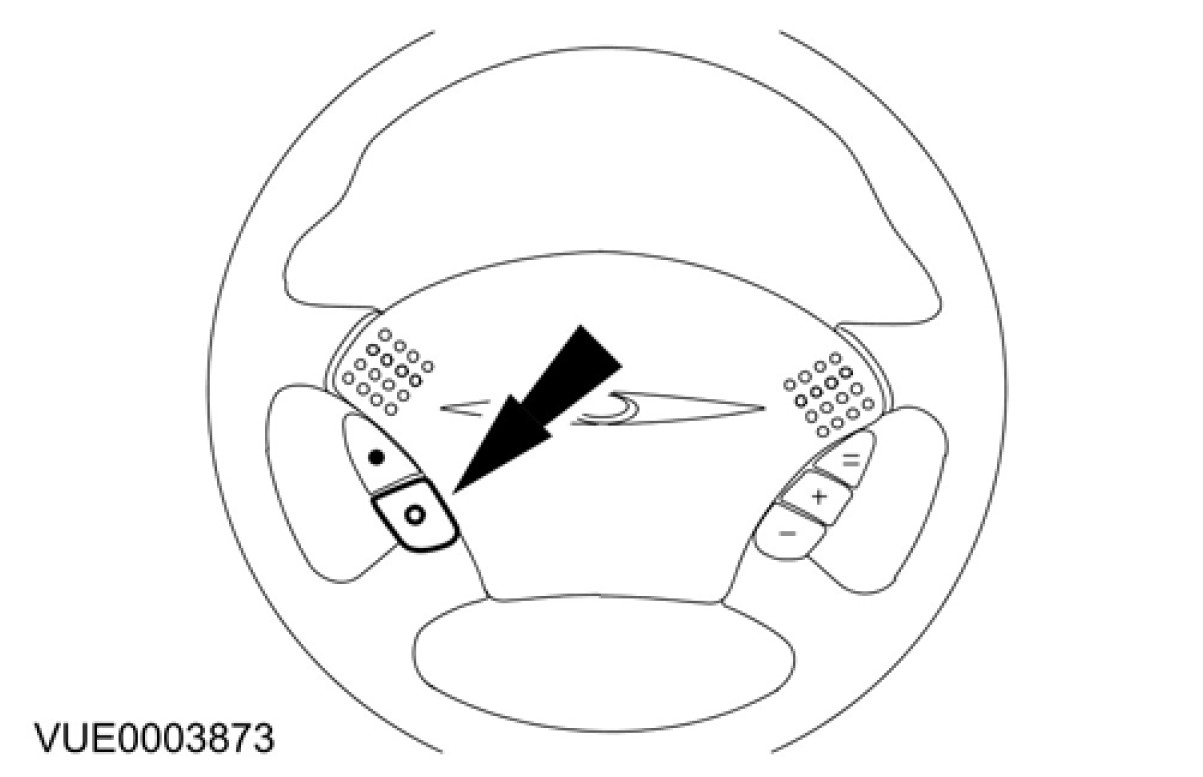 =
+
−
VUE0003873